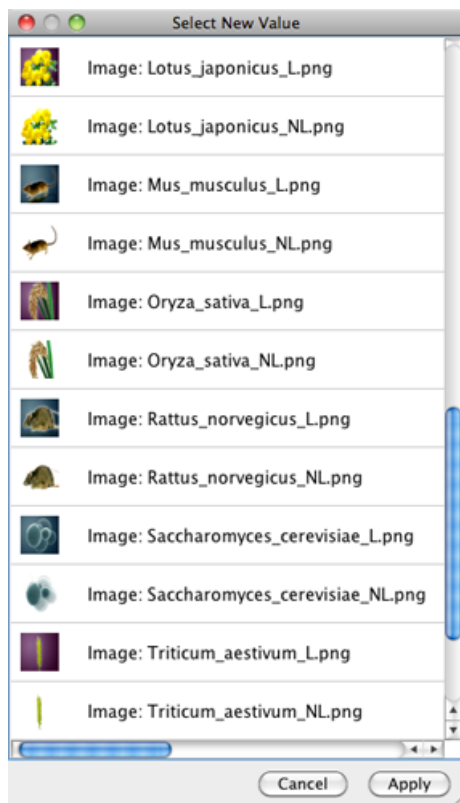 Select New Value
Image: Lotus_japonicus_L.png
Image: Lotus_japonicus_NL.png
Image: Mus_musculus_L.png
Image: Mus_musculus_NL.png
Image: Oryza_sativa_L.png
Image: Oryza_sativa_NL.png
Image: Rattus_norvegicus_L.png
Image: Rattus_norvegicus_NL.png
Image: Saccharomyces_cerevisiae_L.png
Image: Saccharomyces_cerevisiae_NL.png
Image: Triticum_aestivum_L.png
Image: Triticum_aestivum_NL.png
Cancel Apply